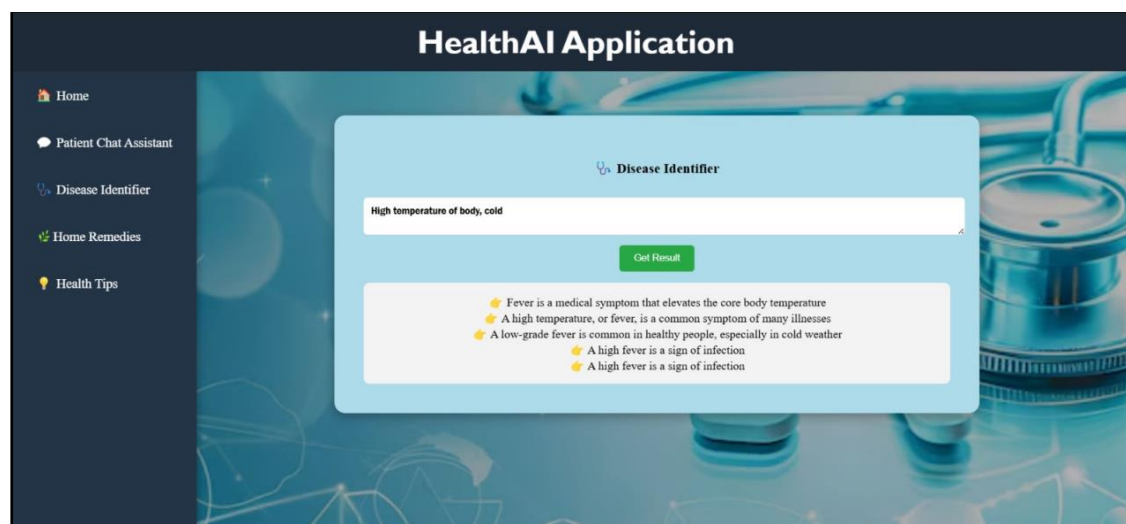 HealthAI Application
🏠 Home
💬 Patient Chat Assistant
🩺 Disease Identifier
🌿 Home Remedies
💡 Health Tips
🩺 Disease Identifier
High temperature of body, cold
Get Result
👉 Fever is a medical symptom that elevates the core body temperature
👉 A high temperature, or fever, is a common symptom of many illnesses
👉 A low-grade fever is common in healthy people, especially in cold weather
👉 A high fever is a sign of infection
👉 A high fever is a sign of infection